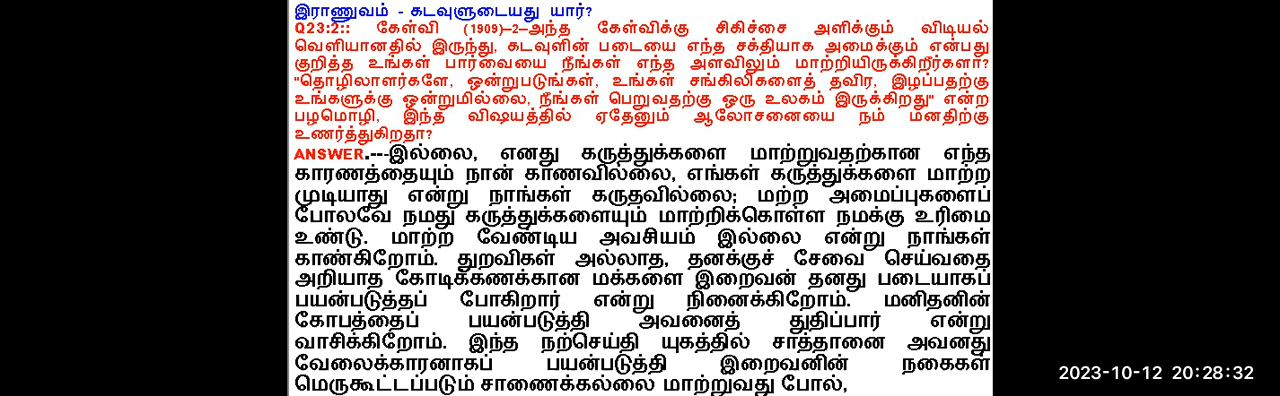 இராணுவம் - கடவுளுடையது யார்?
Q23:2:: கேள்வி (1909)—2—அந்த கேள்விக்கு சிகிச்சை அளிக்கும் விடியல்
வெளியானதில் இருந்து, கடவுளின் படையை எந்த சக்தியாக அமைக்கும் என்பது
குறித்த உங்கள் பார்வையை நீங்கள் எந்த அளவிலும் மாற்றியிருக்கிறீர்களா?
"தொழிலாளர்களே, ஒன்றுபடுங்கள், உங்கள் சங்கிலிகளைத் தவிர, இழப்பதற்கு
உங்களுக்கு ஒன்றுமில்லை, நீங்கள் பெறுவதற்கு ஒரு உலகம் இருக்கிறது" என்ற
பழமொழி, இந்த விஷயத்தில் ஏதேனும் ஆலோசனையை நம் மனதிற்கு
உணர்த்துகிறதா?
ANSWER.---இல்லை, எனது கருத்துக்களை மாற்றுவதற்கான எந்த
காரணத்தையும் நான் காணவில்லை, எங்கள் கருத்துக்களை மாற்ற
முடியாது என்று நாங்கள் கருதவில்லை; மற்ற அமைப்புகளைப்
போலவே நமது கருத்துக்களையும் மாற்றிக்கொள்ள நமக்கு உரிமை
உண்டு. மாற்ற வேண்டிய அவசியம் இல்லை என்று நாங்கள்
காண்கிறோம். துறவிகள் அல்லாத, தனக்குச் சேவை செய்வதை
அறியாத கோடிக்கணக்கான மக்களை இறைவன் தனது படையாகப்
பயன்படுத்தப் போகிறார் என்று நினைக்கிறோம். மனிதனின்
கோபத்தைப் பயன்படுத்தி அவனைத் துதிப்பார் என்று
வாசிக்கிறோம். இந்த நற்செய்தி யுகத்தில் சாத்தானை அவனது
வேலைக்காரனாகப் பயன்படுத்தி இறைவனின் நகைகள்
மெருகூட்டப்படும் சாணைக்கல்லை மாற்றுவது போல்,
2023-10-12 20:28:32